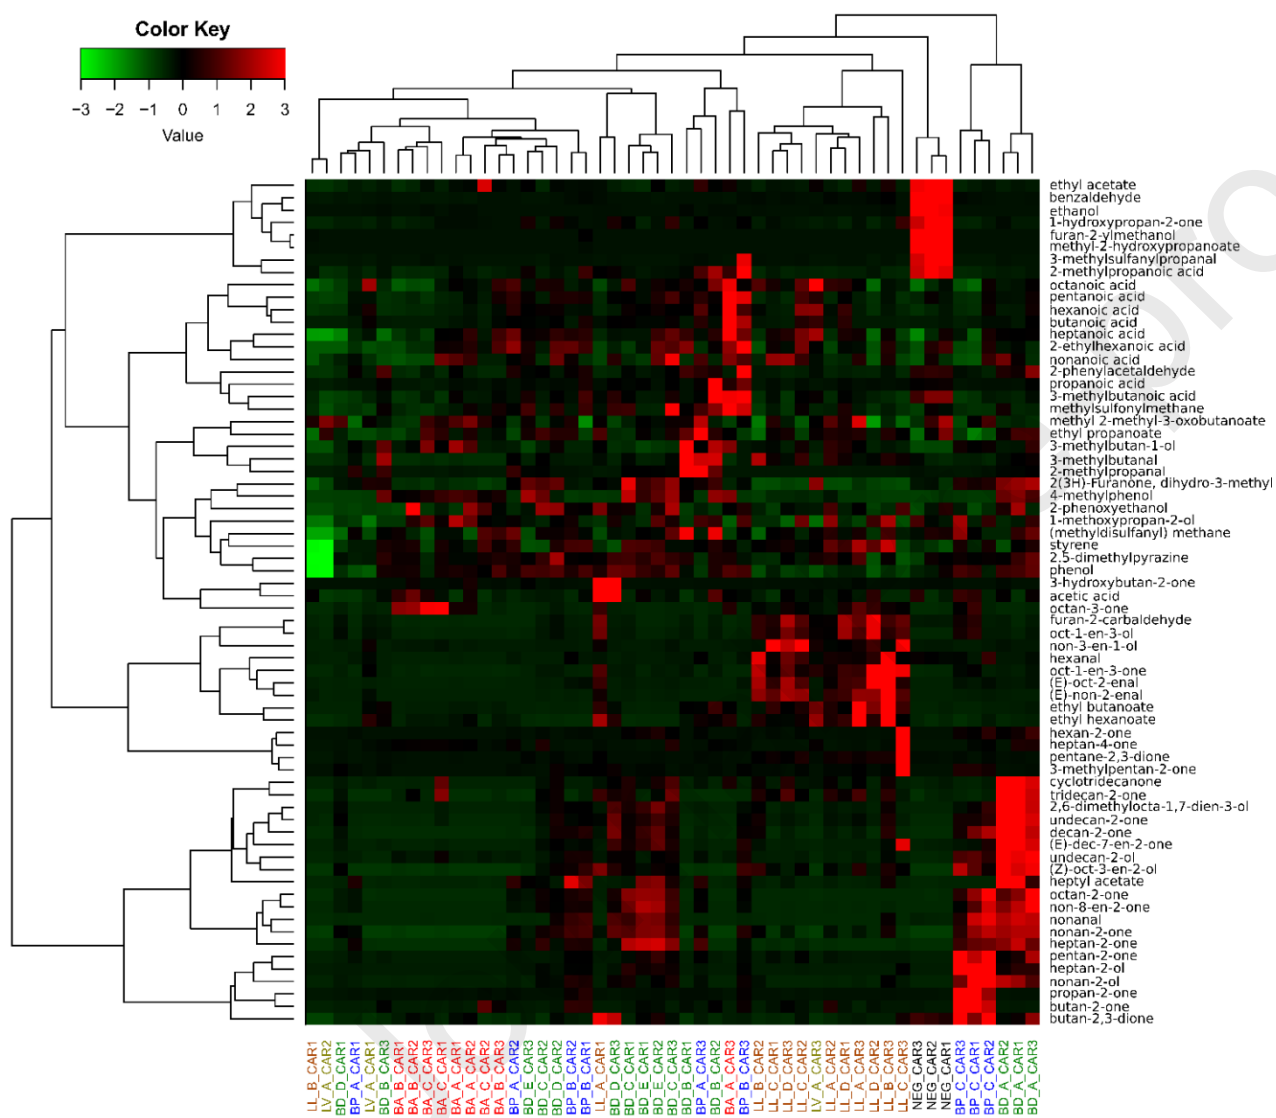 Color Key
−3 −2 −1 0 1 2 3
Value
ethyl acetate
benzaldehyde
ethanol
1-hydroxypropan-2-one
furan-2-ylmethanol
methyl-2-hydroxypropanoate
3-methylsulfanylpropanal
2-methylpropanoic acid
octanoic acid
pentanoic acid
hexanoic acid
butanoic acid
heptanoic acid
2-ethylhexanoic acid
nonanoic acid
2-phenylacetaldehyde
propanoic acid
3-methylbutanoic acid
methylsulfonylmethane
methyl 2-methyl-3-oxobutanoate
ethyl propanoate
3-methylbutan-1-ol
3-methylbutanal
2-methylpropanal
2(3H)-Furanone, dihydro-3-methyl
4-methylphenol
2-phenoxyethanol
1-methoxypropan-2-ol
(methyldisulfanyl) methane
styrene
2.5-dimethylpyrazine
phenol
3-hydroxybutan-2-one
acetic acid
octan-3-one
furan-2-carbaldehyde
oct-1-en-3-ol
non-3-en-1-ol
hexanal
oct-1-en-3-one
(E)-oct-2-enal
(E)-non-2-enal
ethyl butanoate
ethyl hexanoate
hexan-2-one
heptan-4-one
pentane-2,3-dione
3-methylpentan-2-one
cyclotridecanone
tridecan-2-one
2,6-dimethylocta-1,7-dien-3-ol
undecan-2-one
decan-2-one
(E)-dec-7-en-2-one
undecan-2-ol
(Z)-oct-3-en-2-ol
heptyl acetate
octan-2-one
non-8-en-2-one
nonanal
nonan-2-one
heptan-2-one
pentan-2-one
heptan-2-ol
nonan-2-ol
propan-2-one
butan-2-one
butan-2,3-dione
LL_B_CAR1
LV_A_CAR2
BD_D_CAR1
BP_A_CAR1
LV_A_CAR1
BD_B_CAR3
BA_B_CAR1
BA_B_CAR2
BA_C_CAR3
BA_C_CAR1
BA_A_CAR1
BA_A_CAR2
BA_C_CAR2
BA_B_CAR3
BP_A_CAR2
BD_E_CAR3
BD_C_CAR2
BD_D_CAR2
BP_B_CAR2
BP_B_CAR1
LL_A_CAR1
BD_D_CAR3
BD_C_CAR1
BD_E_CAR1
BD_E_CAR2
BD_C_CAR3
BD_B_CAR1
BP_A_CAR3
BD_B_CAR2
BA_A_CAR3
BP_B_CAR3
LL_B_CAR2
LL_C_CAR2
LL_D_CAR3
LL_B_CAR3
LV_A_CAR3
LL_A_CAR2
LL_D_CAR1
LL_A_CAR3
LL_D_CAR2
LL_B_CAR3
LL_C_CAR3
NEG_CAR3
NEG_CAR2
NEG_CAR1
BP_C_CAR3
BP_C_CAR1
BP_C_CAR2
BD_A_CAR2
BD_A_CAR1
BD_A_CAR3